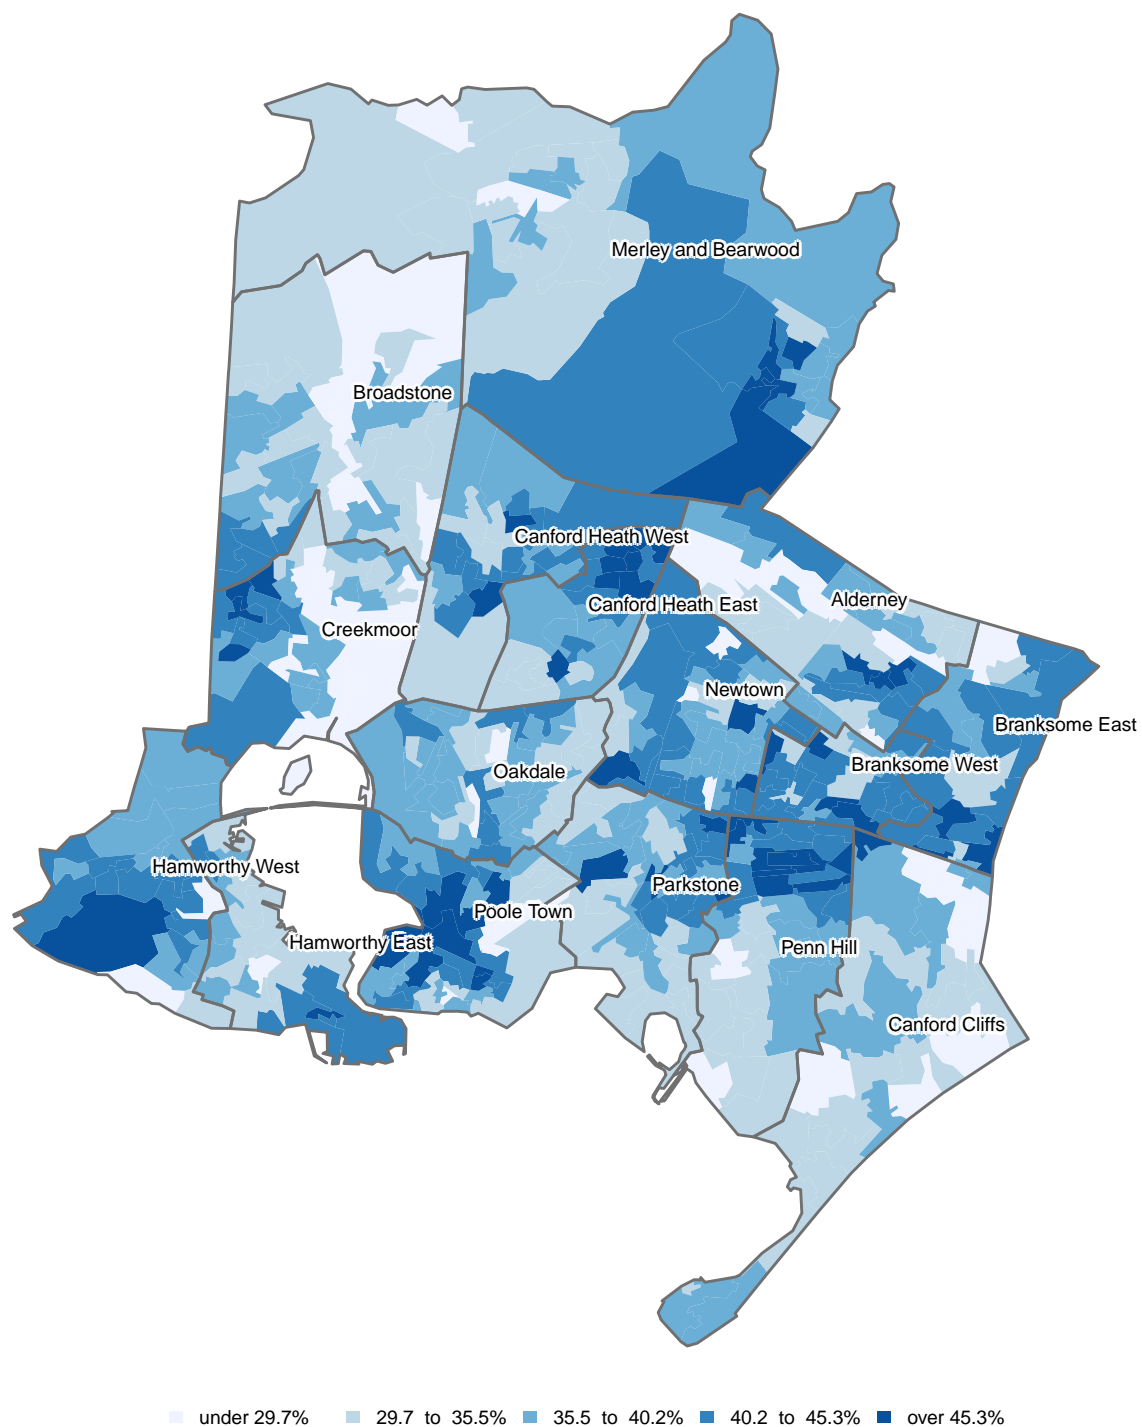 Merley and Bearwood
Broadstone
Canford Heath West
Alderney
Canford Heath East
Creekmoor
Newtown
Branksome East
Oakdale
Branksome West
Hamworthy West
Parkstone
Poole Town
Hamworthy East
Penn Hill
Canford Cliffs
under 29.7% 29.7 to 35.5% 35.5 to 40.2% 40.2 to 45.3% over 45.3%